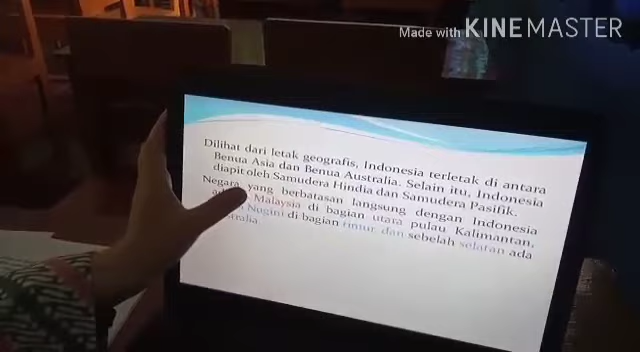 Made with KINEMASTER
Dilihat dari letak geografis, Indonesia terletak di antara
Benua Asia dan Benua Australia. Selain itu, Indonesia
diapit oleh Samudera Hindia dan Samudera Pasifik.
Negara yang berbatasan langsung dengan Indonesia
Malaysia di bagian utara pulau Kalimantan,
Nugini di bagian timur dan sebelah selatan ada